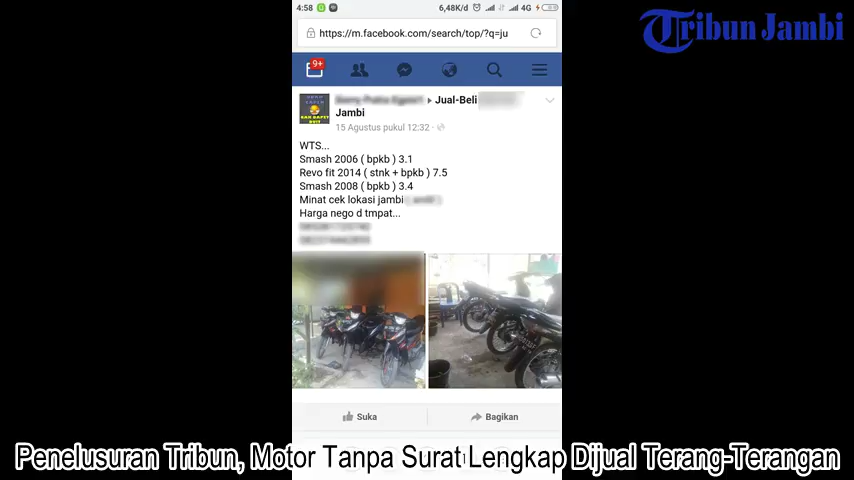 4:58
6,48K/d
4G
Tribun Jambi
https://m.facebook.com/search/top/?q=ju
9+
Jual-Beli
Jambi
15 Agustus pukul 12:32
WTS...
Smash 2006 ( bpkb ) 3.1
Revo fit 2014 ( stnk + bpkb ) 7.5
Smash 2008 ( bpkb ) 3.4
Minat cek lokasi jambi
Harga nego d tmpat...
Suka
Bagikan
Penelusuran Tribun, Motor Tanpa Surat Lengkap Dijual Terang-Terangan